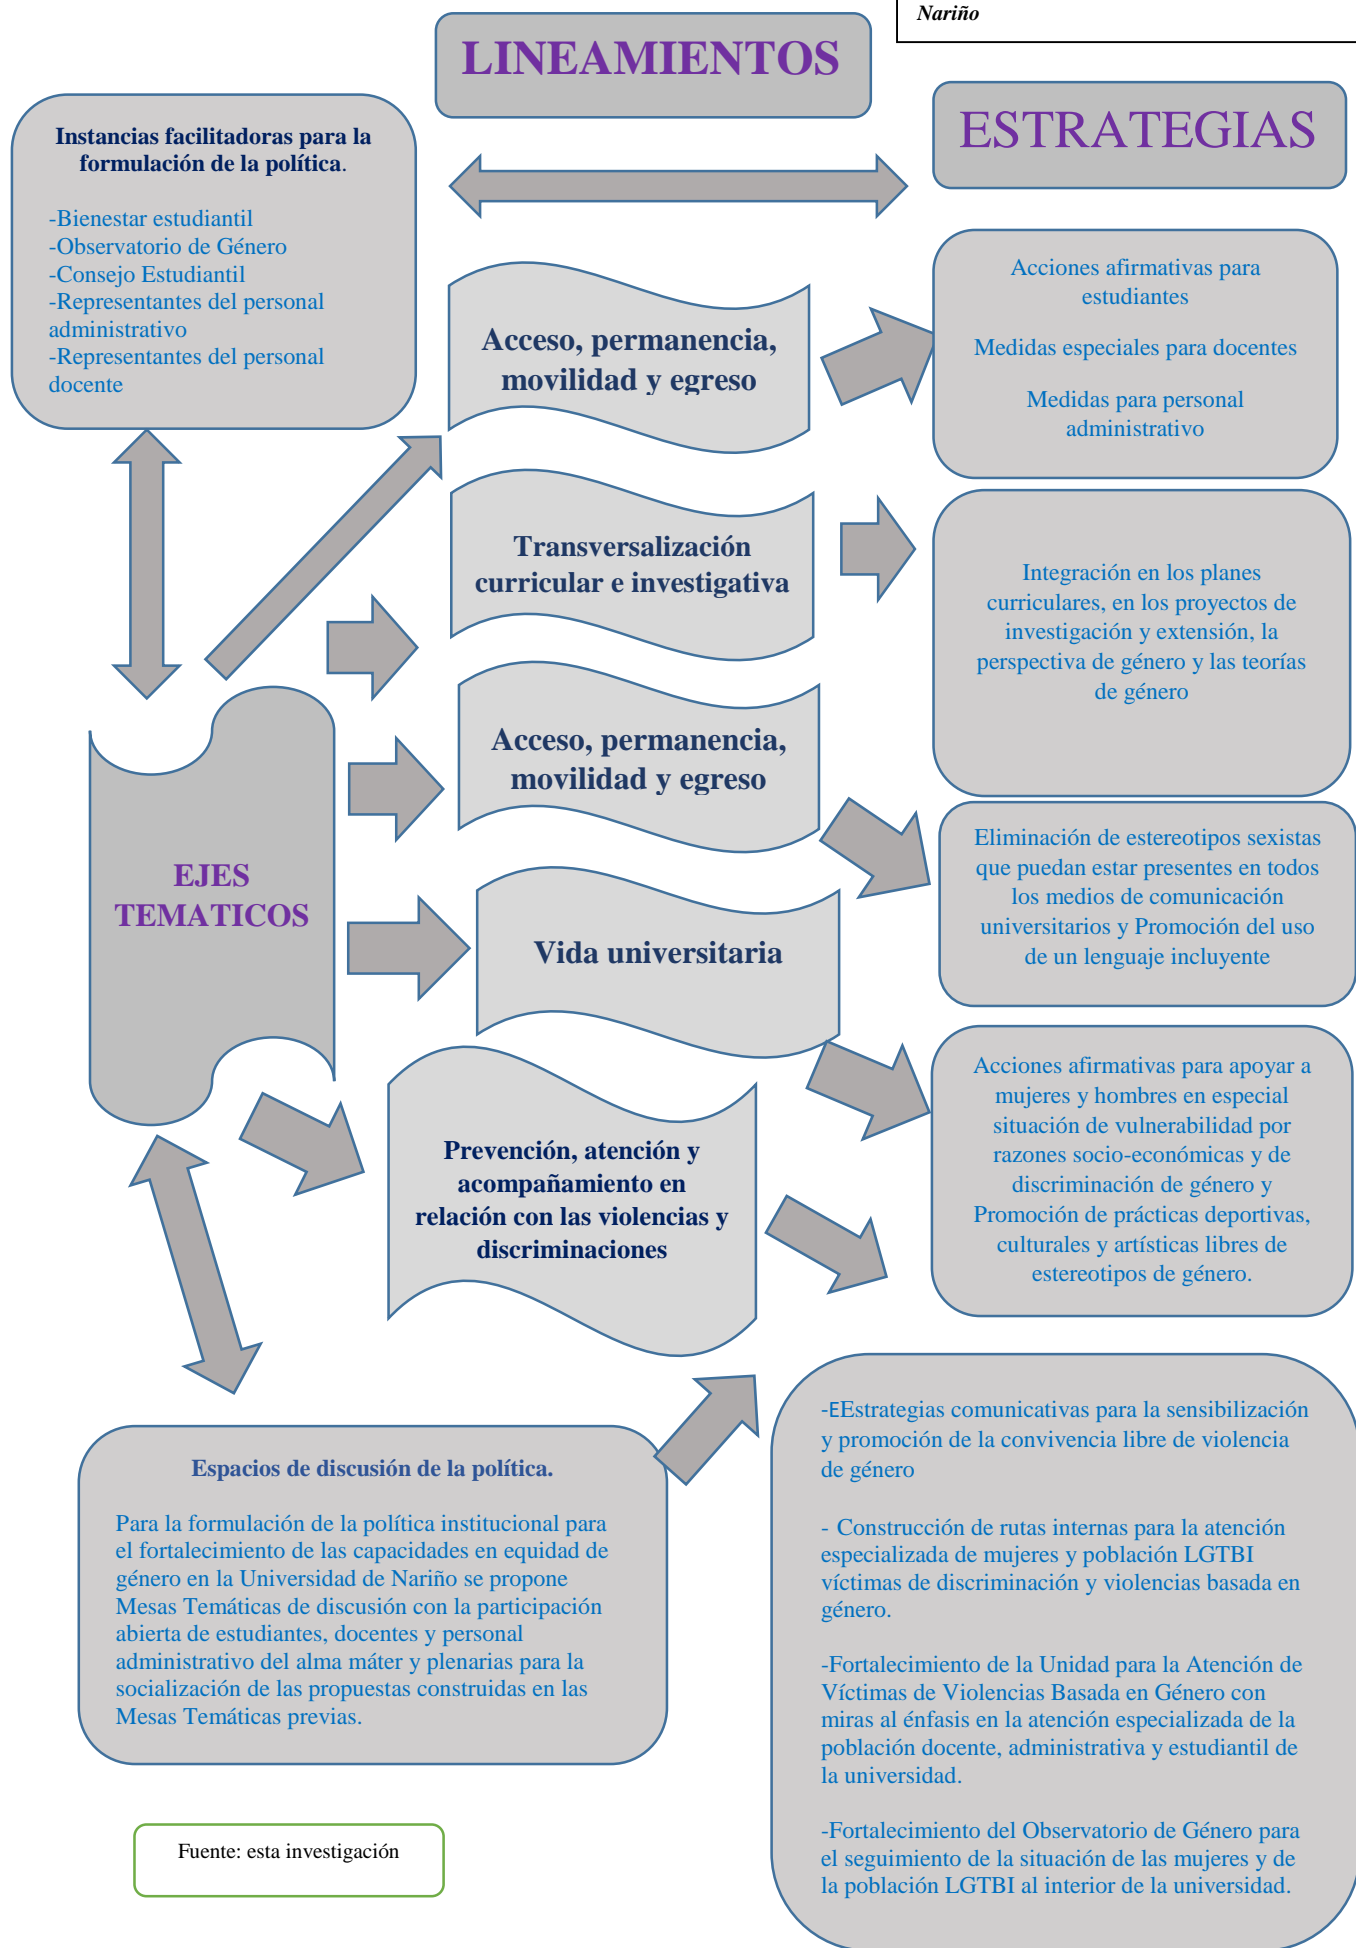 Nariño
LINEAMIENTOS
ESTRATEGIAS
Instancias facilitadoras para la
formulación de la política.
-Bienestar estudiantil
-Observatorio de Género
-Consejo Estudiantil
-Representantes del personal
administrativo
-Representantes del personal
docente
Acceso, permanencia,
movilidad y egreso
Acciones afirmativas para
estudiantes
Medidas especiales para docentes
Medidas para personal
administrativo
Transversalización
curricular e investigativa
Integración en los planes
curriculares, en los proyectos de
investigación y extensión, la
perspectiva de género y las teorías
de género
Acceso, permanencia,
movilidad y egreso
Eliminación de estereotipos sexistas
que puedan estar presentes en todos
los medios de comunicación
universitarios y Promoción del uso
de un lenguaje incluyente
EJES
TEMATICOS
Vida universitaria
Acciones afirmativas para apoyar a
mujeres y hombres en especial
situación de vulnerabilidad por
razones socio-económicas y de
discriminación de género y
Promoción de prácticas deportivas,
culturales y artísticas libres de
estereotipos de género.
Prevención, atención y
acompañamiento en
relación con las violencias y
discriminaciones
-EEstrategias comunicativas para la sensibilización
y promoción de la convivencia libre de violencia
de género
- Construcción de rutas internas para la atención
especializada de mujeres y población LGTBI
víctimas de discriminación y violencias basada en
género.
-Fortalecimiento de la Unidad para la Atención de
Víctimas de Violencias Basada en Género con
miras al énfasis en la atención especializada de la
población docente, administrativa y estudiantil de
la universidad.
-Fortalecimiento del Observatorio de Género para
el seguimiento de la situación de las mujeres y de
la población LGTBI al interior de la universidad.
Espacios de discusión de la política.
Para la formulación de la política institucional para
el fortalecimiento de las capacidades en equidad de
género en la Universidad de Nariño se propone
Mesas Temáticas de discusión con la participación
abierta de estudiantes, docentes y personal
administrativo del alma máter y plenarias para la
socialización de las propuestas construidas en las
Mesas Temáticas previas.
Fuente: esta investigación